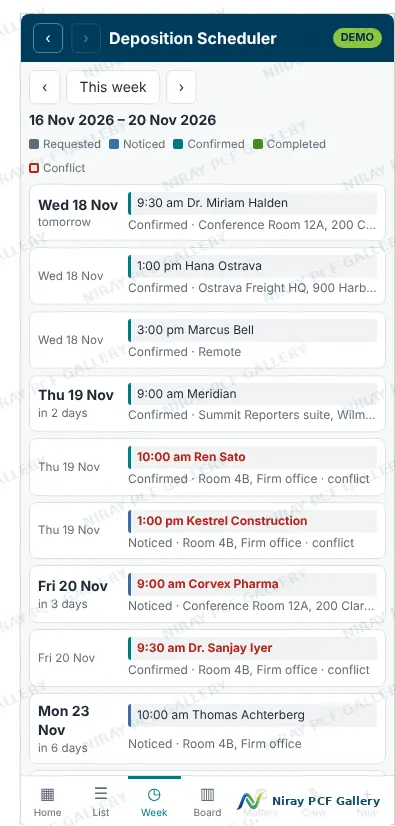 ‹ › Deposition Scheduler DEMO
‹ This week ›
16 Nov 2026 – 20 Nov 2026
Requested Noticed Confirmed Completed
Conflict
Wed 18 Nov
tomorrow
9:30 am Dr. Miriam Halden
Confirmed · Conference Room 12A, 200 C...
Wed 18 Nov
1:00 pm Hana Ostrava
Confirmed · Ostrava Freight HQ, 900 Harb...
Wed 18 Nov
3:00 pm Marcus Bell
Confirmed · Remote
Thu 19 Nov
in 2 days
9:00 am Meridian
Confirmed · Summit Reporters suite, Wilm...
Thu 19 Nov
10:00 am Ren Sato
Confirmed · Room 4B, Firm office · conflict
Thu 19 Nov
1:00 pm Kestrel Construction
Noticed · Room 4B, Firm office · conflict
Fri 20 Nov
in 3 days
9:00 am Corvex Pharma
Noticed · Conference Room 12A, 200 Clar...
Fri 20 Nov
9:30 am Dr. Sanjay Iyer
Confirmed · Room 4B, Firm office · conflict
Mon 23
Nov
in 6 days
10:00 am Thomas Achterberg
Noticed · Room 4B, Firm office
Home List Week Board Matters Crew New
Niray PCF Gallery
NIRAY PCF GALLERY